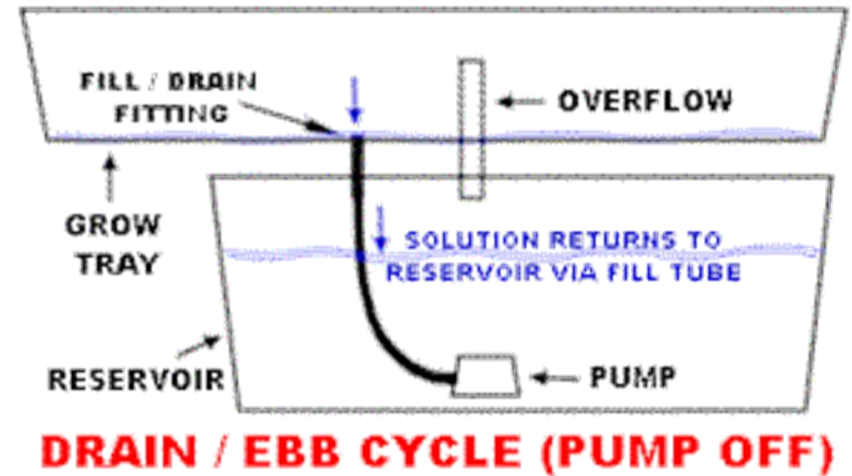 FILL / DRAIN
FITTING
OVERFLOW
GROW
TRAY
SOLUTION RETURNS TO
RESERVOIR VIA FILL TUBE
RESERVOIR
PUMP
DRAIN / EBB CYCLE (PUMP OFF)